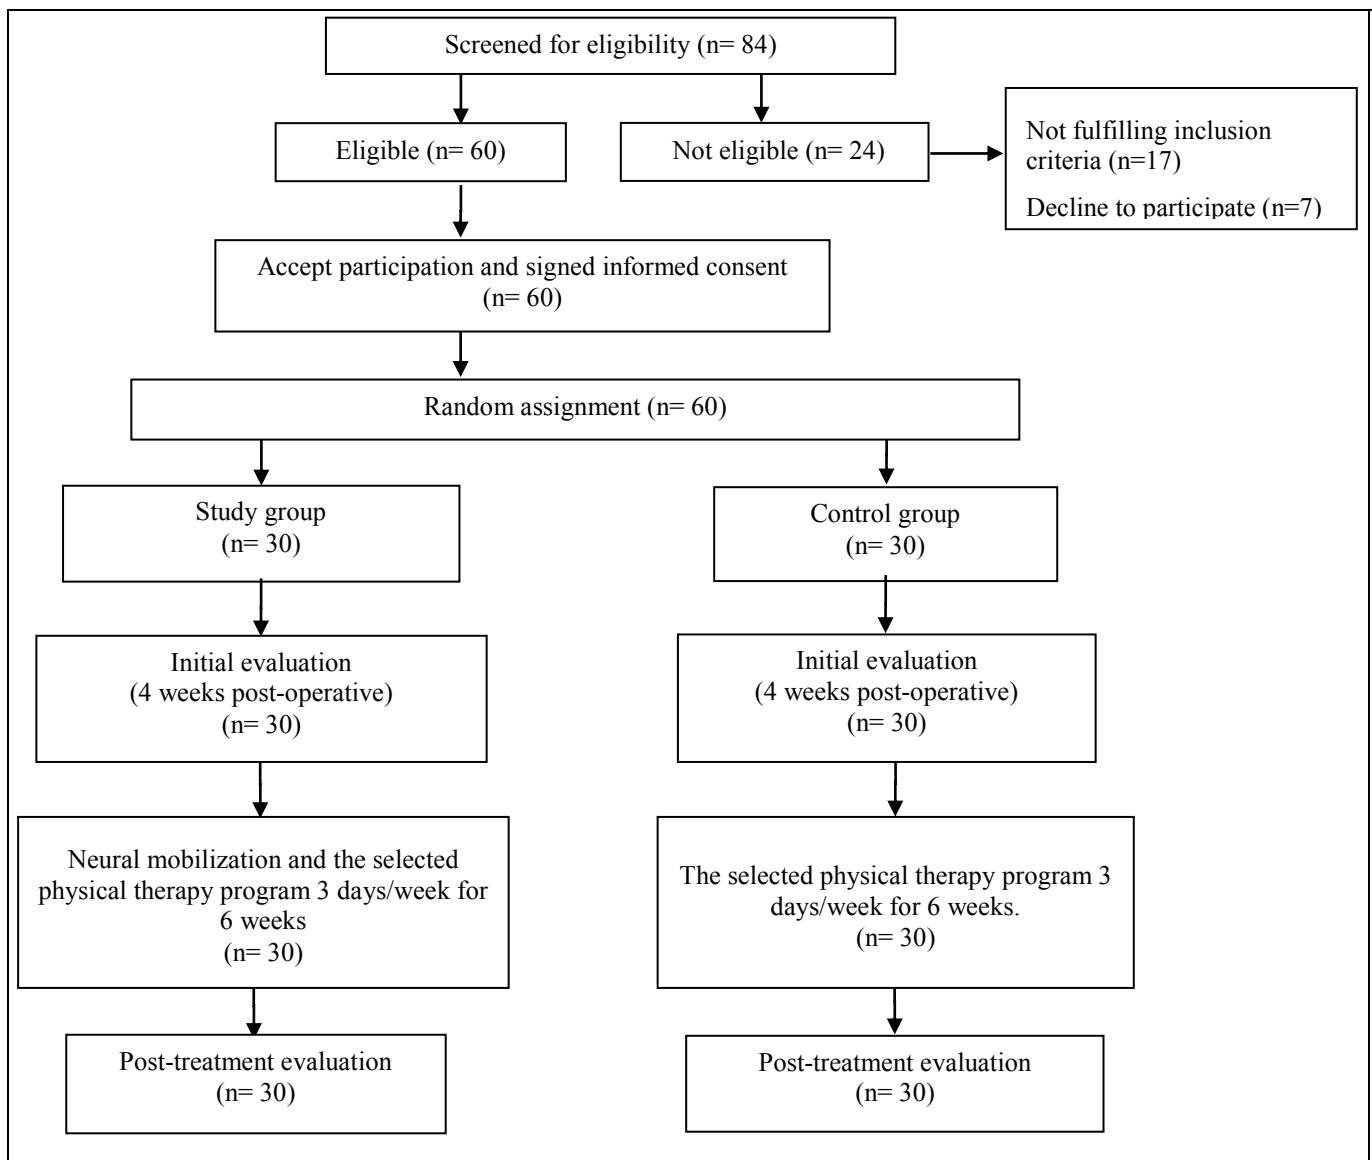 Screened for eligibility (n= 84)
Eligible (n= 60)
Not eligible (n= 24)
Not fulfilling inclusion
criteria (n=17)
Decline to participate (n=7)
Accept participation and signed informed consent
(n= 60)
Random assignment (n= 60)
Study group
(n= 30)
Control group
(n= 30)
Initial evaluation
(4 weeks post-operative)
(n= 30)
Initial evaluation
(4 weeks post-operative)
(n= 30)
Neural mobilization and the selected
physical therapy program 3 days/week for
6 weeks
(n= 30)
The selected physical therapy program 3
days/week for 6 weeks.
(n= 30)
Post-treatment evaluation
(n= 30)
Post-treatment evaluation
(n= 30)